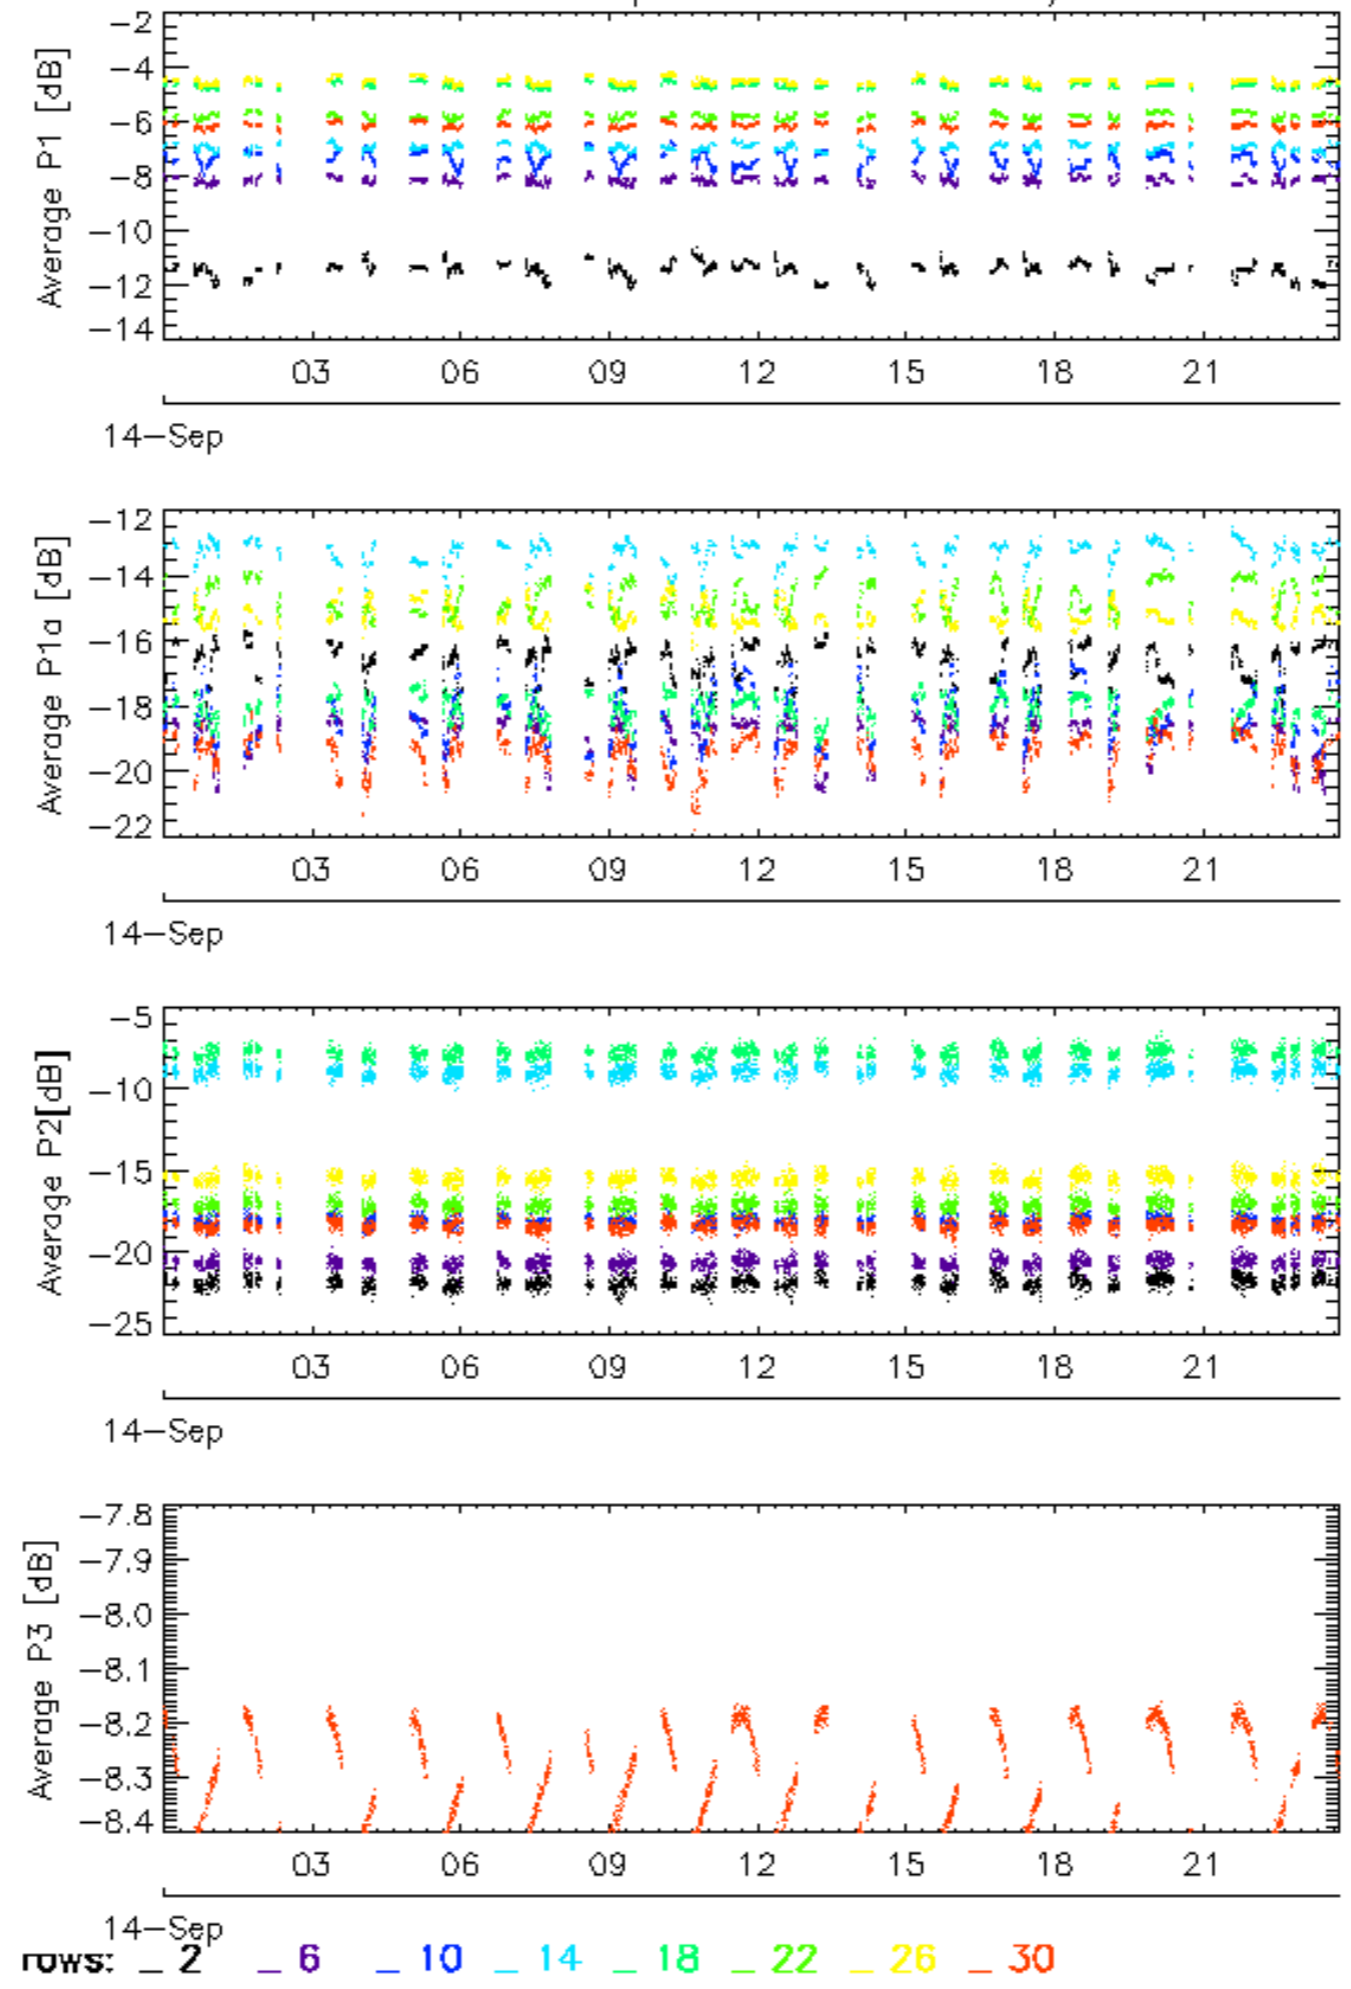 Average P1 [dB]
-2
-4
-6
-8
-10
-12
-14
03 06 09 12 15 18 21
14-Sep
Average P1a [dB]
-12
-14
-16
-18
-20
-22
03 06 09 12 15 18 21
14-Sep
Average P2[dB]
-5
-10
-15
-20
-25
03 06 09 12 15 18 21
14-Sep
Average P3 [dB]
-7.8
-7.9
-8.0
-8.1
-8.2
-8.3
-8.4
03 06 09 12 15 18 21
14-Sep
rows: _ 2 _ 6 _ 10 _ 14 _ 18 _ 22 _ 26 _ 30